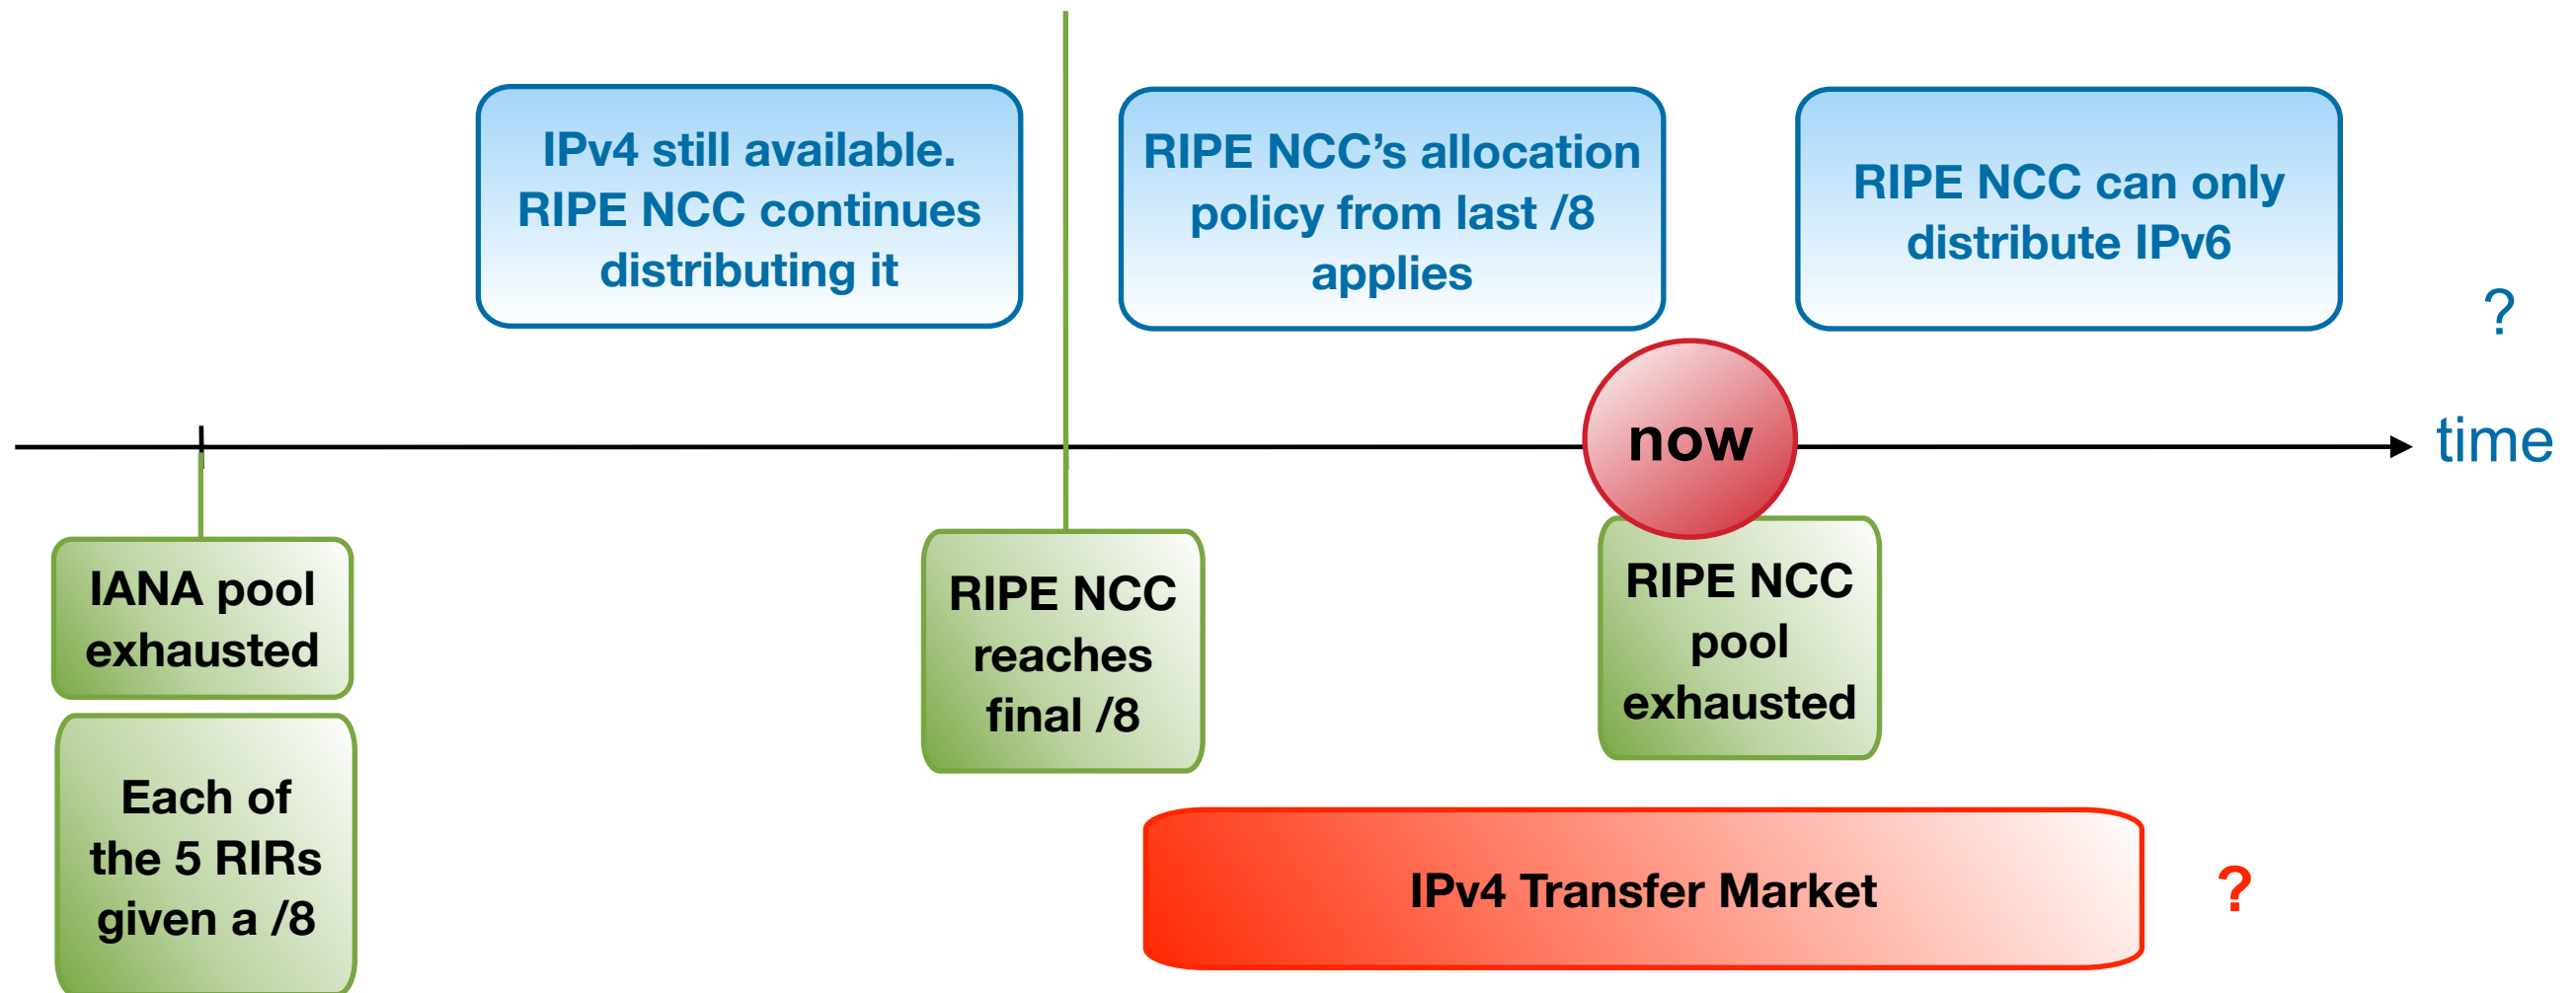 IPv4 still available.
RIPE NCC continues
distributing it
RIPE NCC’s allocation
policy from last /8
applies
RIPE NCC can only
distribute IPv6
?
now
time
IANA pool
exhausted
Each of
the 5 RIRs
given a /8
RIPE NCC
reaches
final /8
RIPE NCC
pool
exhausted
IPv4 Transfer Market
?